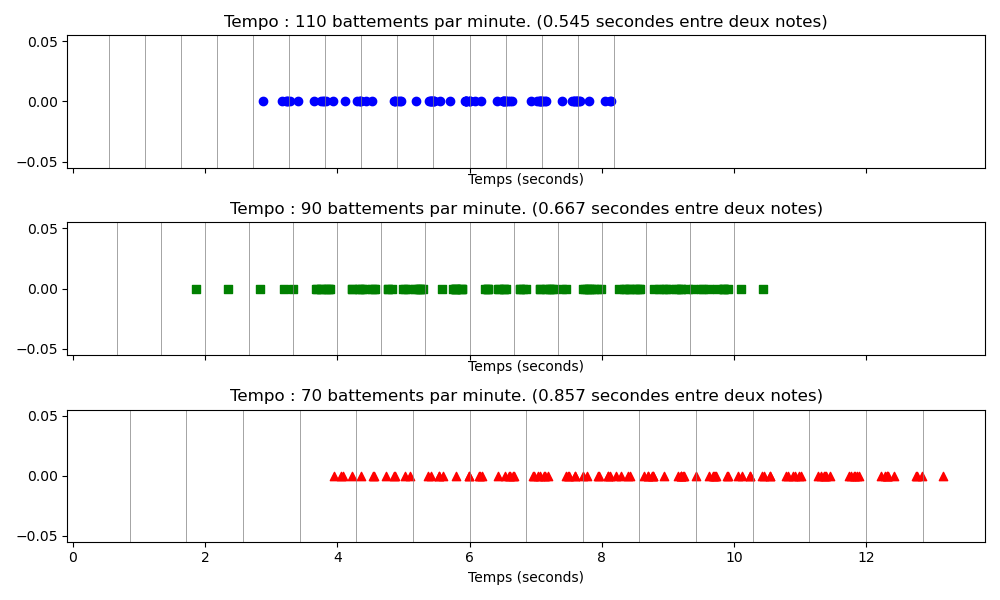 Tempo : 110 battements par minute. (0.545 secondes entre deux notes)
0.05
0.00
−0.05
Temps (seconds)
Tempo : 90 battements par minute. (0.667 secondes entre deux notes)
0.05
0.00
−0.05
Temps (seconds)
Tempo : 70 battements par minute. (0.857 secondes entre deux notes)
0.05
0.00
−0.05
0 2 4 6 8 10 12
Temps (seconds)